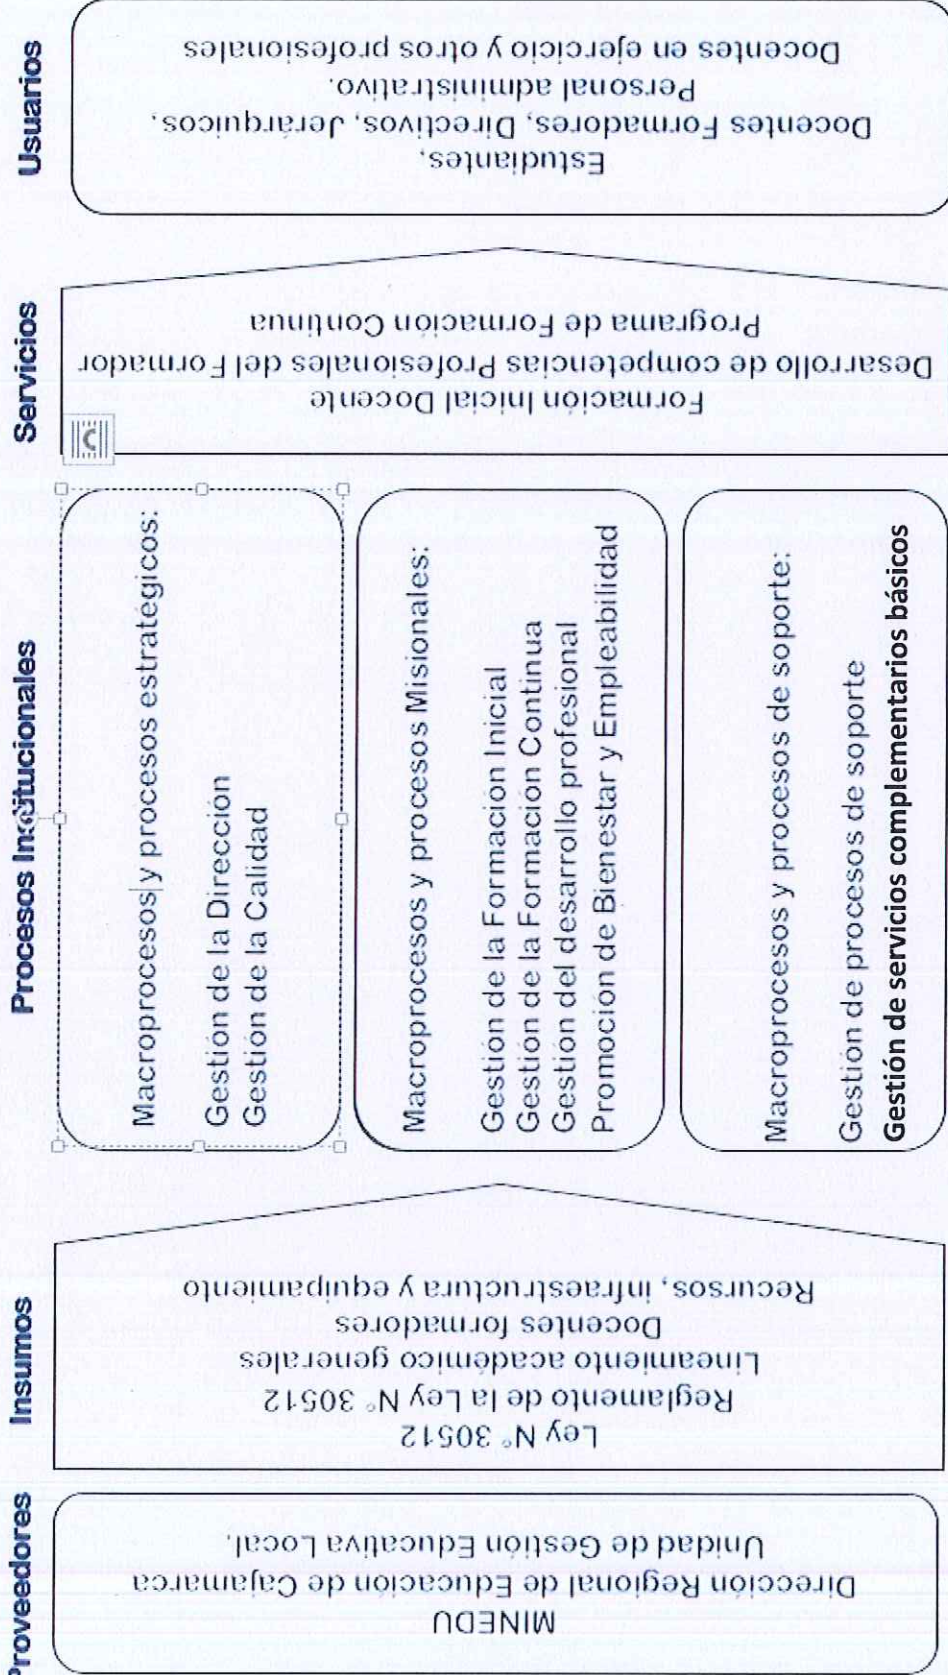 Proveedores
MINEDU
Dirección Regional de Educación de Cajamarca
Unidad de Gestión Educativa Local
Insumos
Ley N° 30512
Reglamento de la Ley N° 30512
Lineamiento académico generales
Docentes formadores
Recursos, infraestructura y equipamiento
Procesos Institucionales
Macroprocesos y procesos estratégicos:
Gestión de la Dirección
Gestión de la Calidad
Macroprocesos y procesos Misionales:
Gestión de la Formación Inicial
Gestión de la Formación Continua
Gestión del desarrollo profesional
Promoción de Bienestar y Empleabilidad
Macroprocesos y procesos de soporte:
Gestión de procesos de soporte
Gestión de servicios complementarios básicos
Servicios
Formación Inicial Docente
Desarrollo de competencias Profesionales del Formador
Programa de Formación Continua
Usuarios
Estudiantes,
Docentes Formadores, Directivos, Jerárquicos,
Personal administrativo.
Docentes en ejercicio y otros profesionales